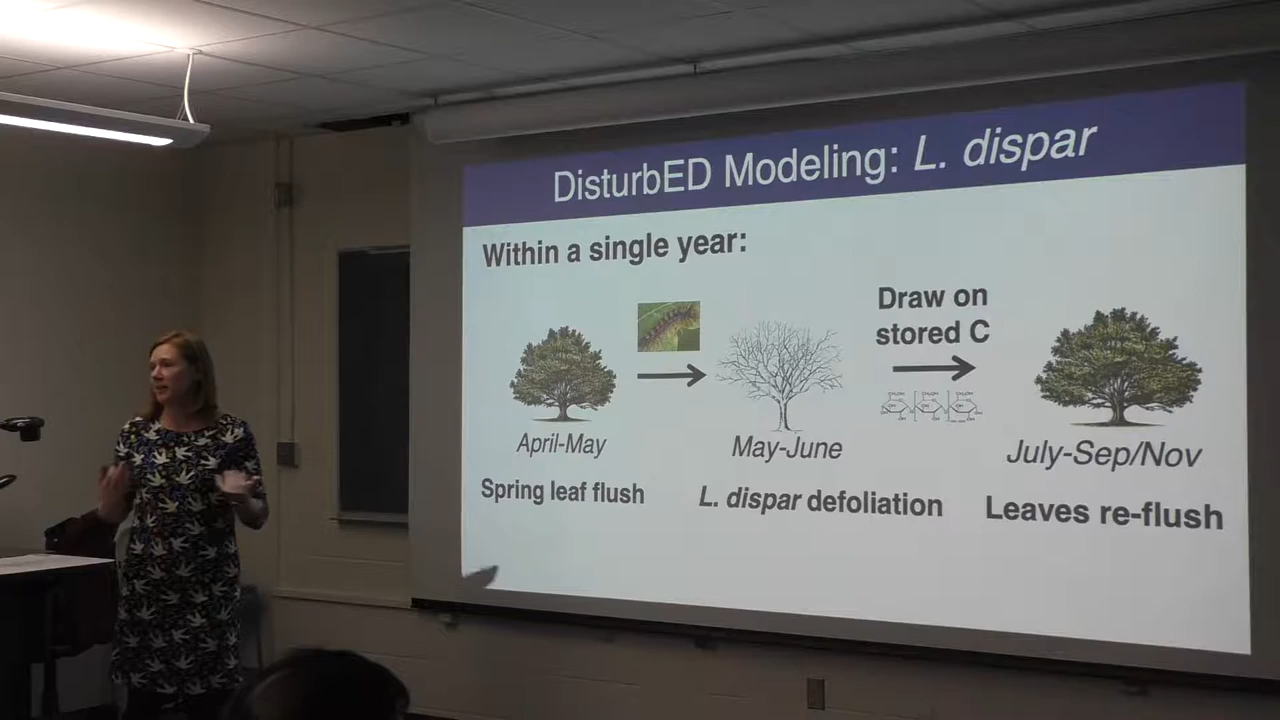 DisturbED Modeling: L. dispar
Within a single year:
Draw on
stored C
April-May
May-June
July-Sep/Nov
Spring leaf flush
L. dispar defoliation
Leaves re-flush